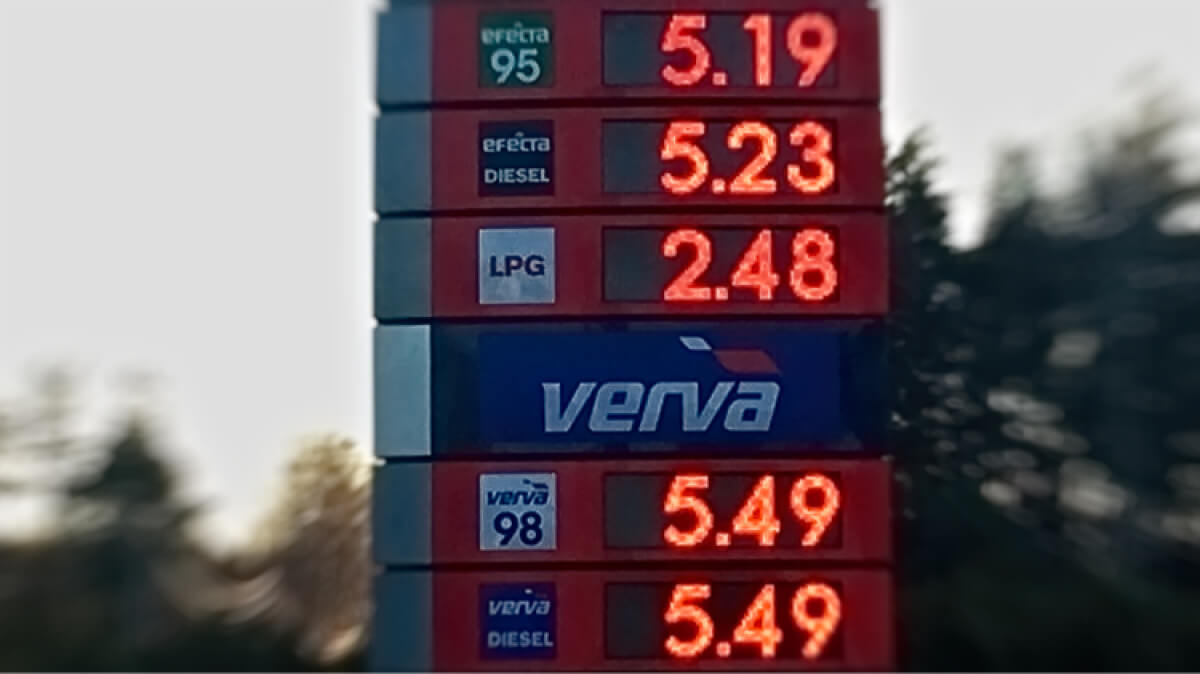 efecta 95 5.19
efecta DIESEL 5.23
LPG 2.48
verva
verva 98 5.49
verva DIESEL 5.49